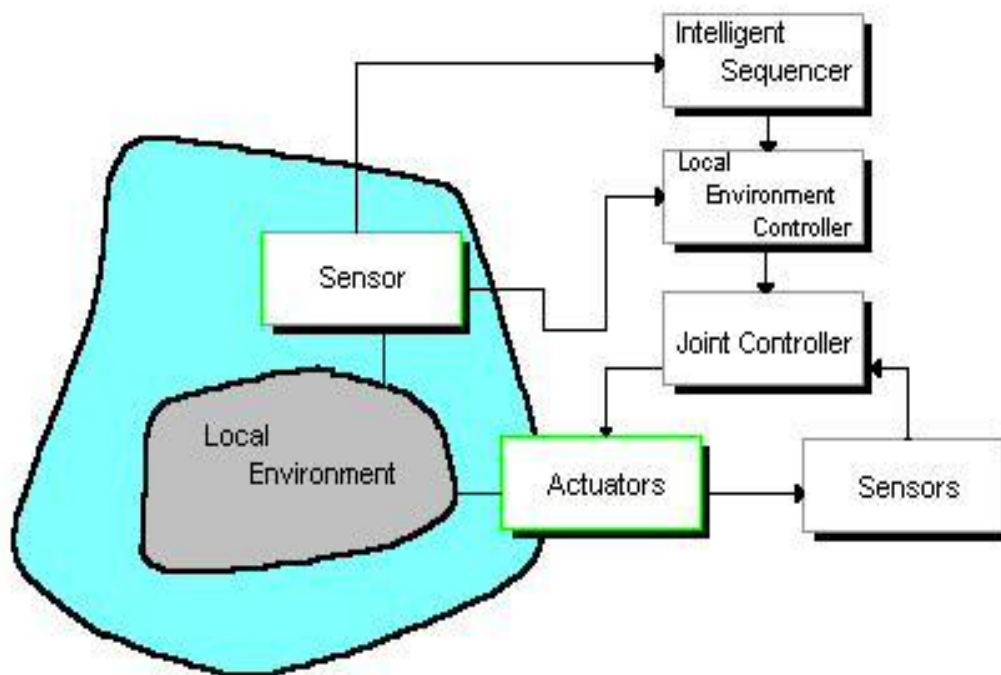 Intelligent
Sequencer
Local
Environment
Controller
Sensor
Joint Controller
Local
Environment
Actuators
Sensors